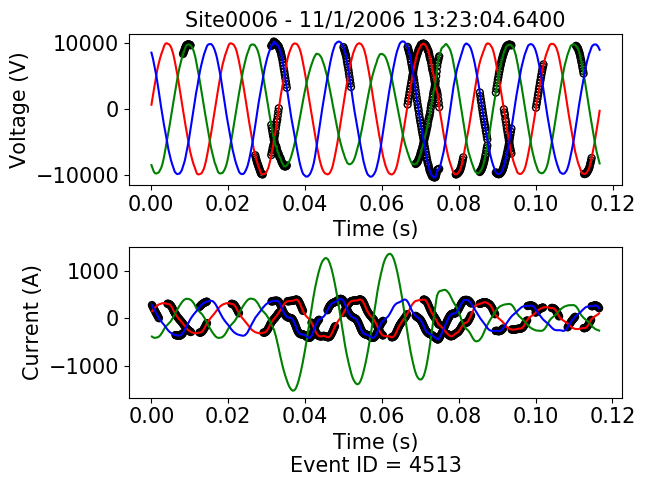 Site0006 - 11/1/2006 13:23:04.6400
Voltage (V)
10000
0
−10000
0.00 0.02 0.04 0.06 0.08 0.10 0.12
Time (s)
Current (A)
1000
0
−1000
0.00 0.02 0.04 0.06 0.08 0.10 0.12
Time (s)
Event ID = 4513